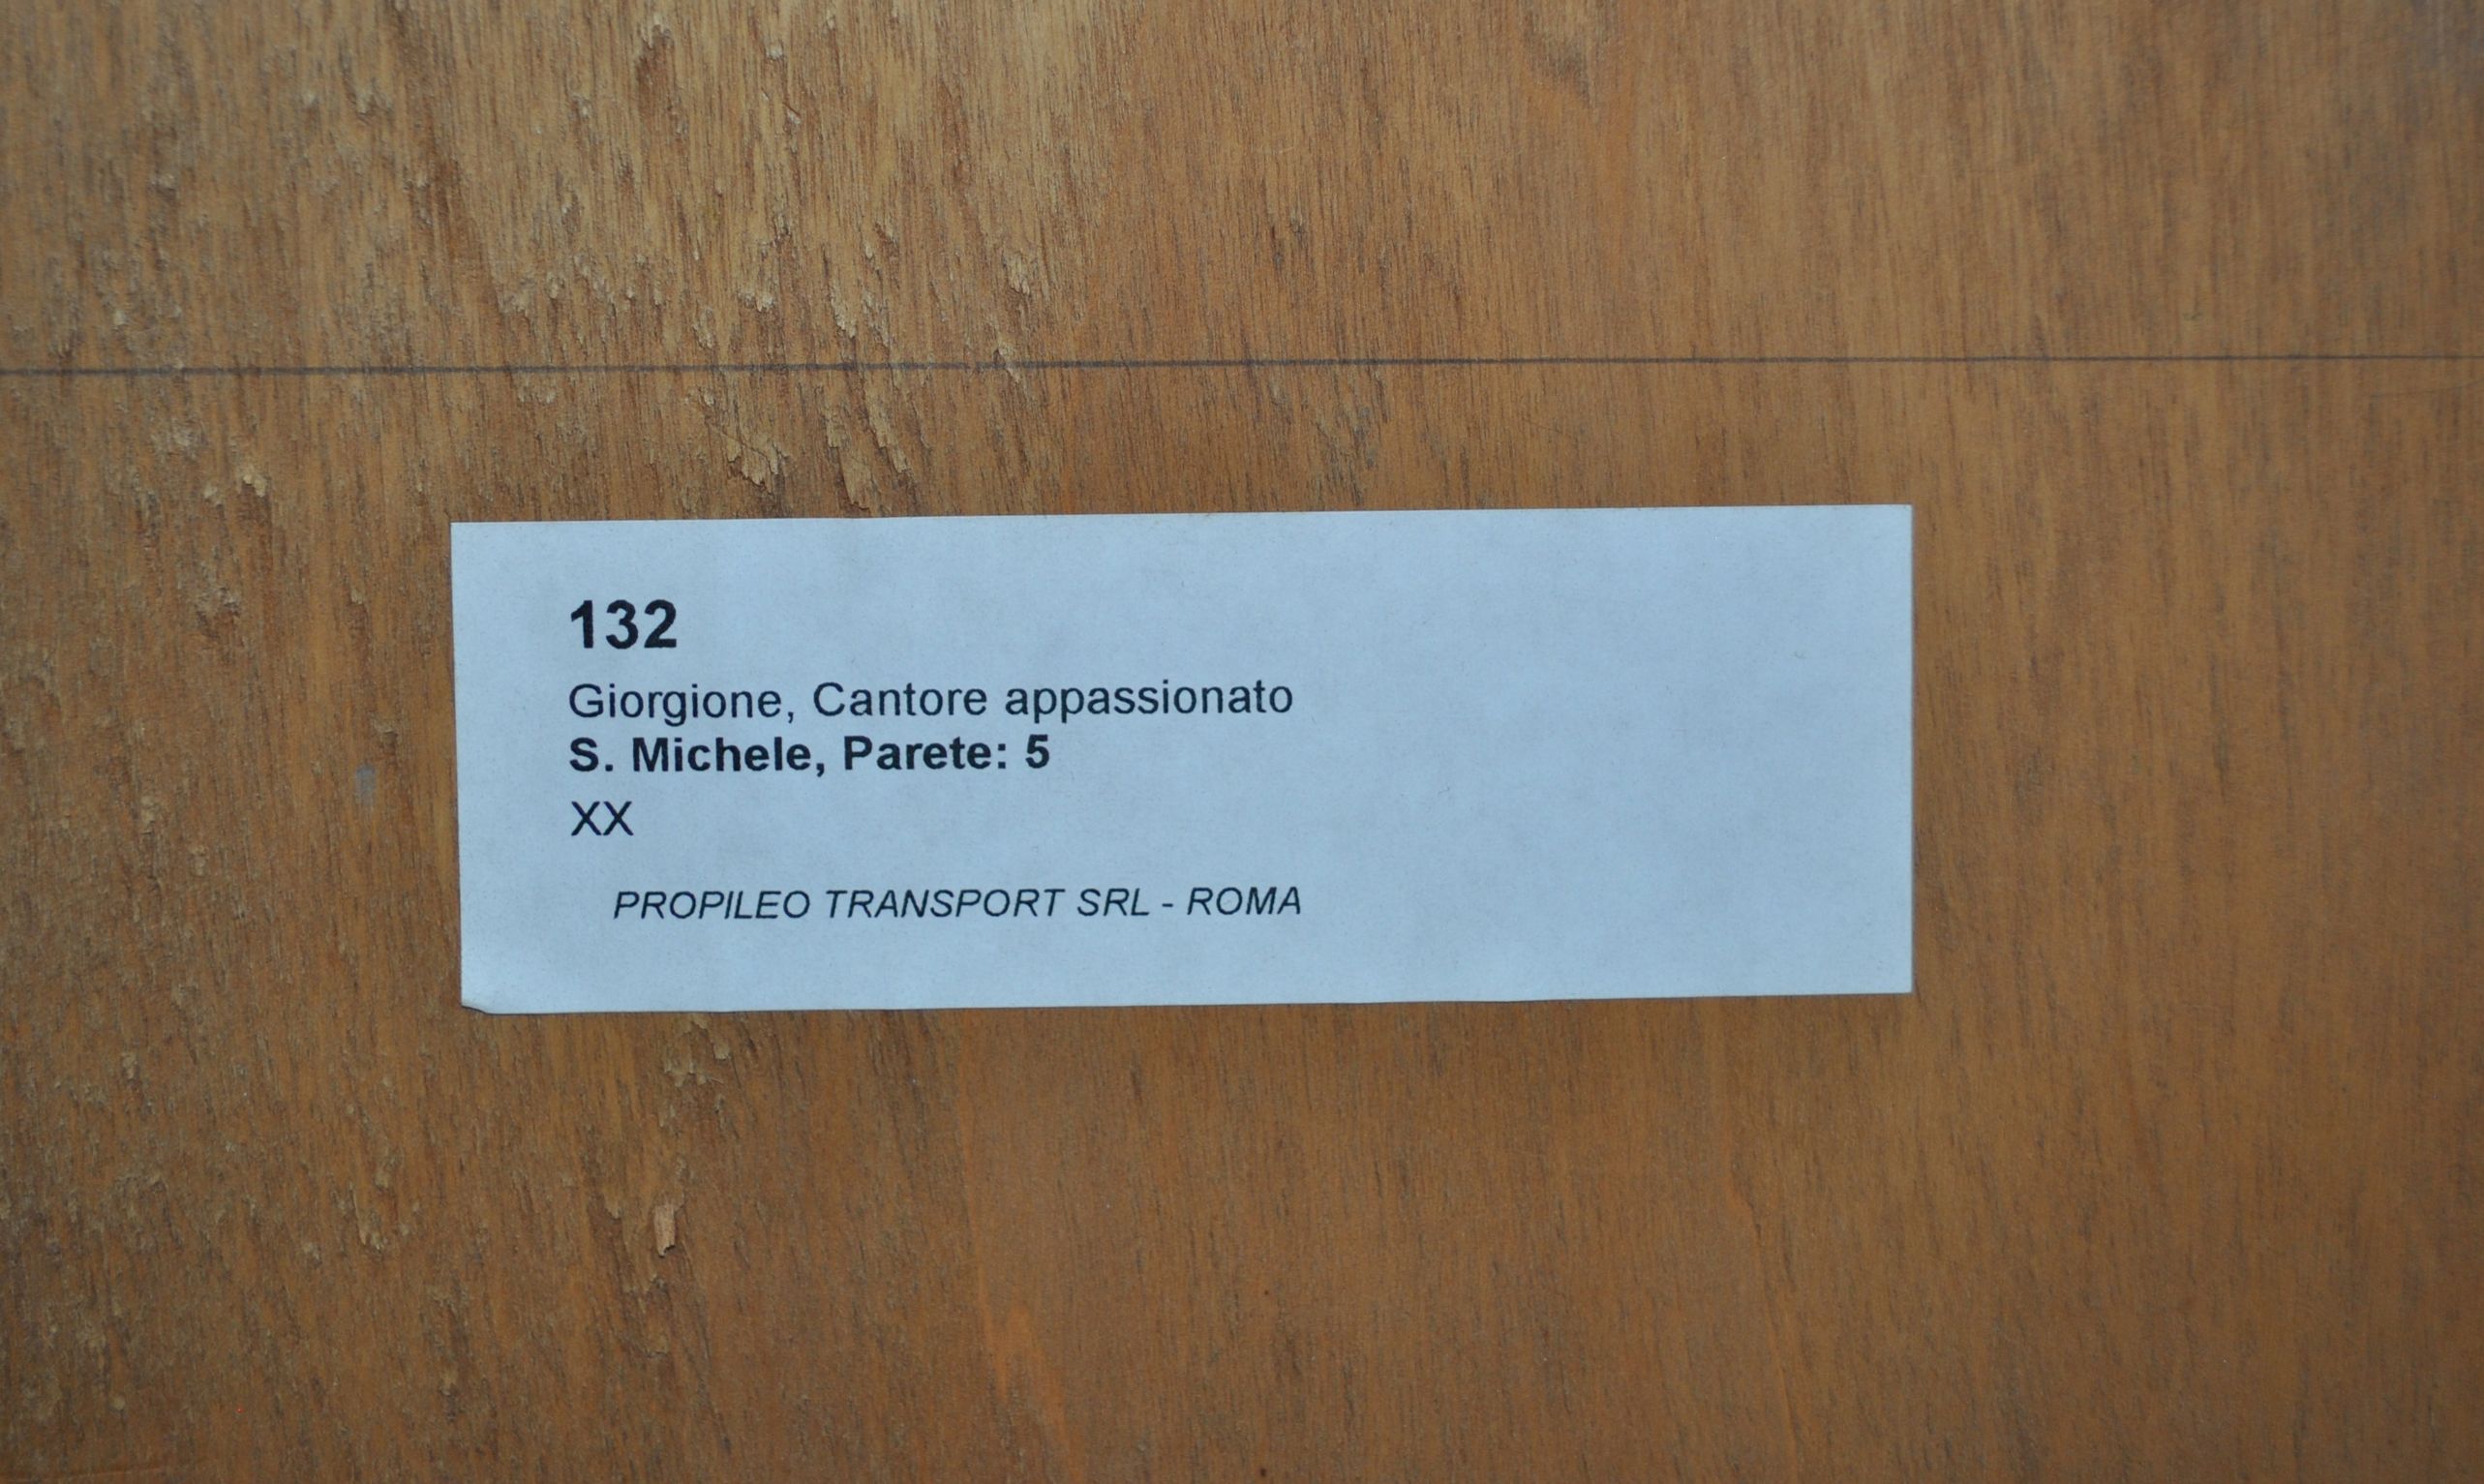 132
Giorgione, Cantore appassionato
S. Michele, Parete: 5
XX
PROPILEO TRANSPORT SRL - ROMA